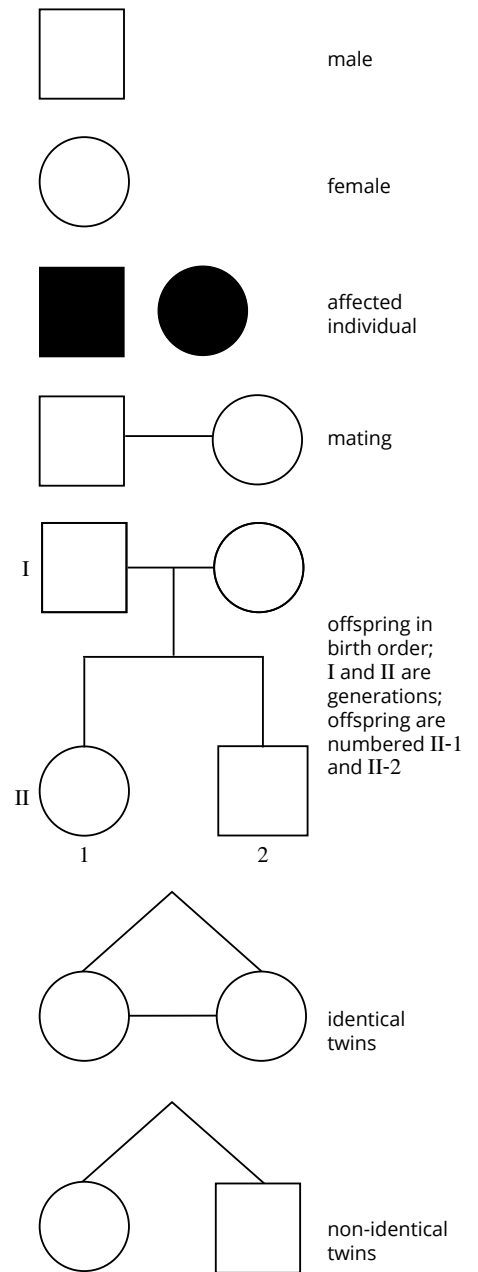 male
female
affected
individual
mating
I
offspring in
birth order;
I and II are
generations;
offspring are
numbered II-1
and II-2
II
1
2
identical
twins
non-identical
twins